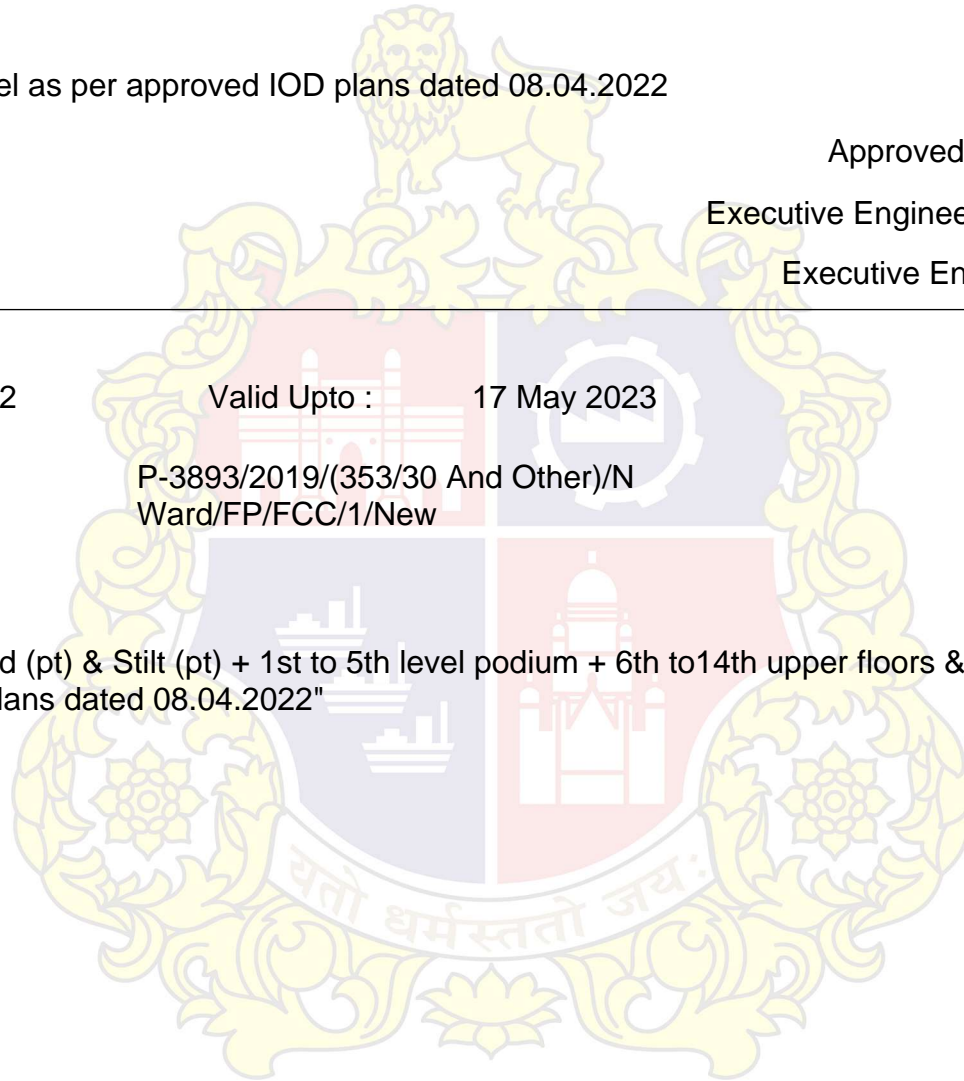 el as per approved IOD plans dated 08.04.2022
Approved
Executive Enginee
Executive En
2 Valid Upto : 17 May 2023
P-3893/2019/(353/30 And Other)/N
Ward/FP/FCC/1/New
d (pt) & Stilt (pt) + 1st to 5th level podium + 6th to14th upper floors &
lans dated 08.04.2022"
यतो धर्मस्ततो जय: